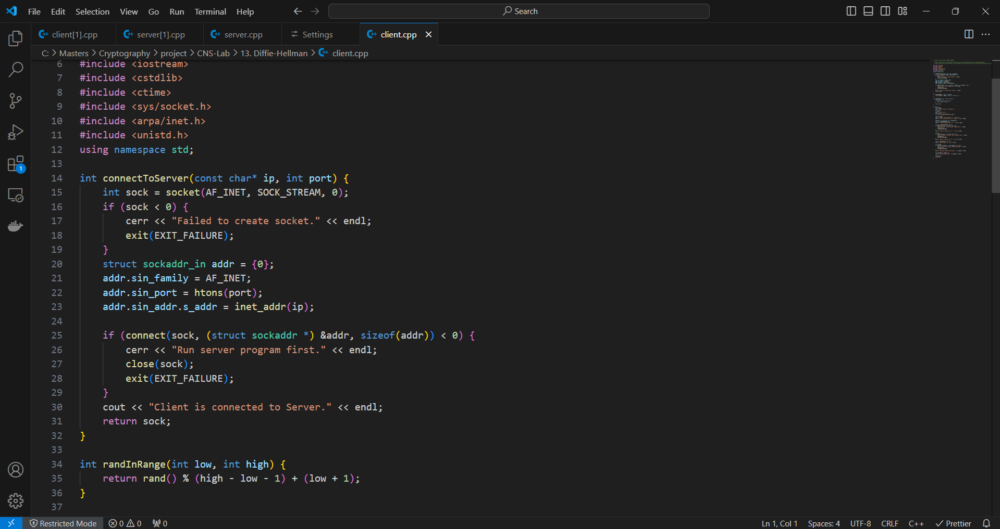 File Edit Selection View Go Run Terminal Help Search
client[1].cpp server[1].cpp server.cpp Settings client.cpp
C: > Masters > Cryptography > project > CNS-Lab > 13. Diffie-Hellman > client.cpp
6 #include <iostream>
7 #include <cstdlib>
8 #include <ctime>
9 #include <sys/socket.h>
10 #include <arpa/inet.h>
11 #include <unistd.h>
12 using namespace std;
13
14 int connectToServer(const char* ip, int port) {
15     int sock = socket(AF_INET, SOCK_STREAM, 0);
16     if (sock < 0) {
17         cerr << "Failed to create socket." << endl;
18         exit(EXIT_FAILURE);
19     }
20     struct sockaddr_in addr = {0};
21     addr.sin_family = AF_INET;
22     addr.sin_port = htons(port);
23     addr.sin_addr.s_addr = inet_addr(ip);
24
25     if (connect(sock, (struct sockaddr *) &addr, sizeof(addr)) < 0) {
26         cerr << "Run server program first." << endl;
27         close(sock);
28         exit(EXIT_FAILURE);
29     }
30     cout << "Client is connected to Server." << endl;
31     return sock;
32 }
33
34 int randInRange(int low, int high) {
35     return rand() % (high - low - 1) + (low + 1);
36 }
37
1
Restricted Mode 0 0 0 Ln 1, Col 1 Spaces: 4 UTF-8 CRLF C++ Prettier